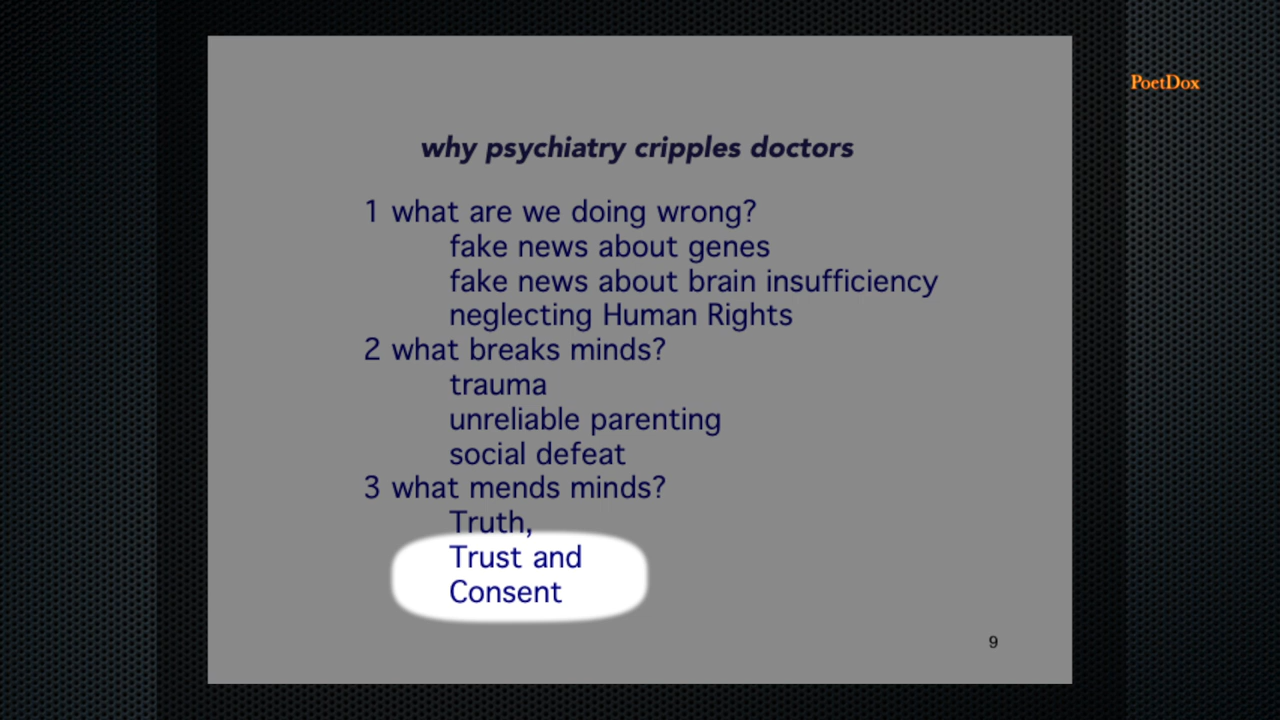 PoetDox
why psychiatry cripples doctors
1 what are we doing wrong?
fake news about genes
fake news about brain insufficiency
neglecting Human Rights
2 what breaks minds?
trauma
unreliable parenting
social defeat
3 what mends minds?
Truth,
Trust and
Consent
9